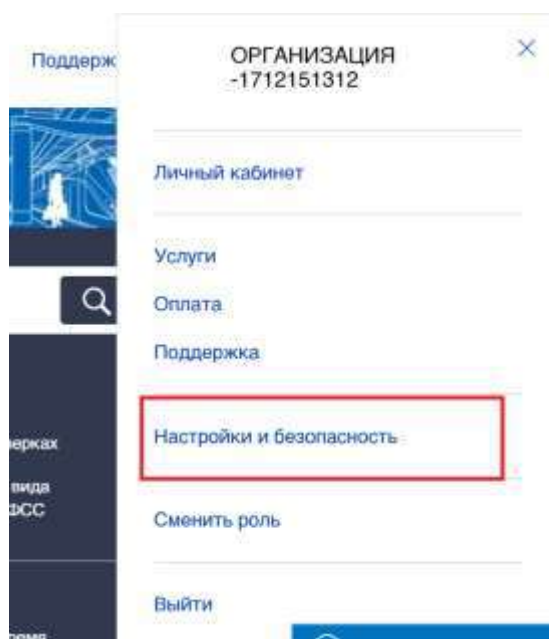 Поддерж
ОРГАНИЗАЦИЯ
-1712151312
Личный кабинет
Услуги
Оплата
Поддержка
Настройки и безопасность
Сменить роль
Выйти
верках
вида
ФСС